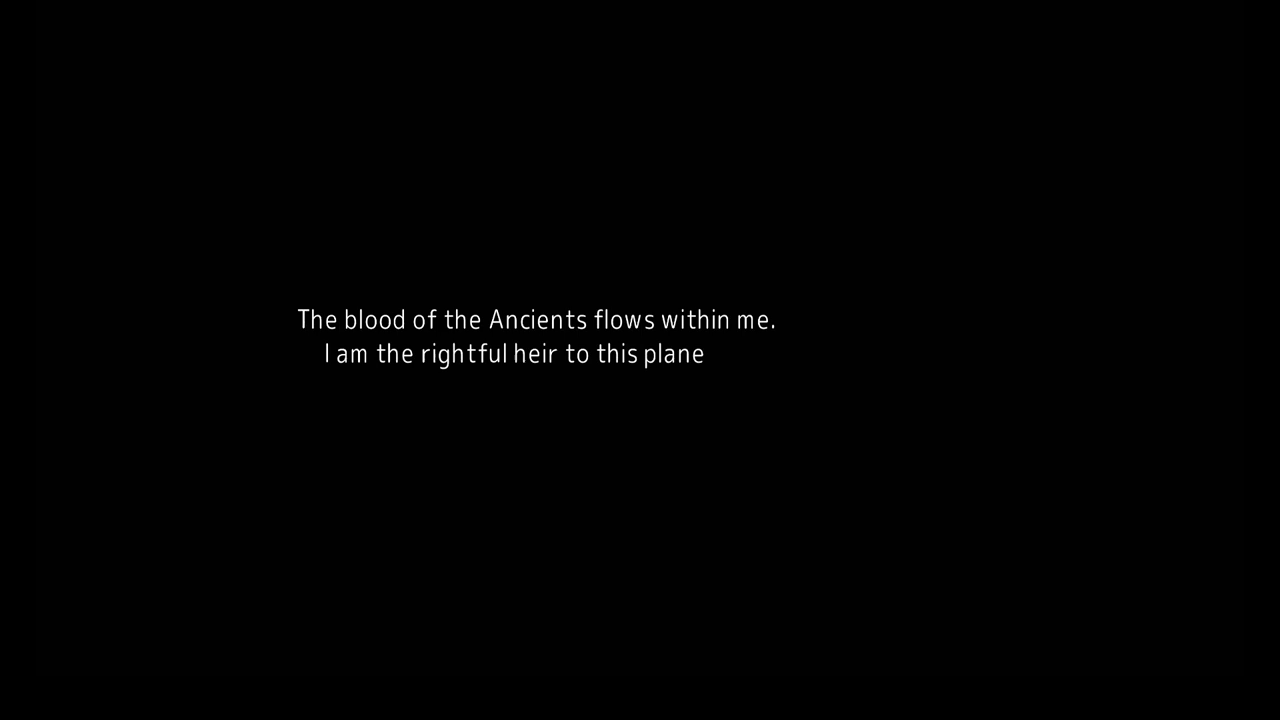 The blood of the Ancients flows within me.
I am the rightful heir to this plane